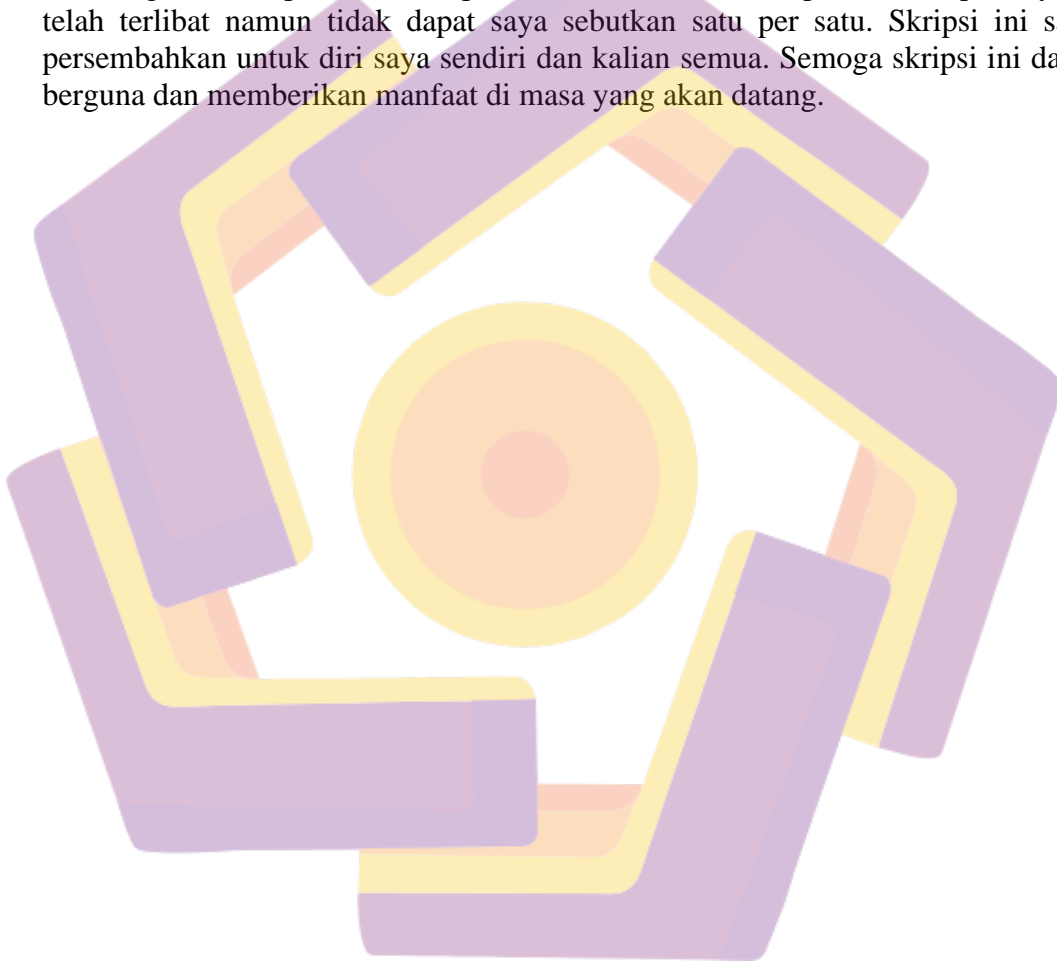 telah terlibat namun tidak dapat saya sebutkan satu per satu. Skripsi ini
persembahkan untuk diri saya sendiri dan kalian semua. Semoga skripsi ini
berguna dan memberikan manfaat di masa yang akan datang.